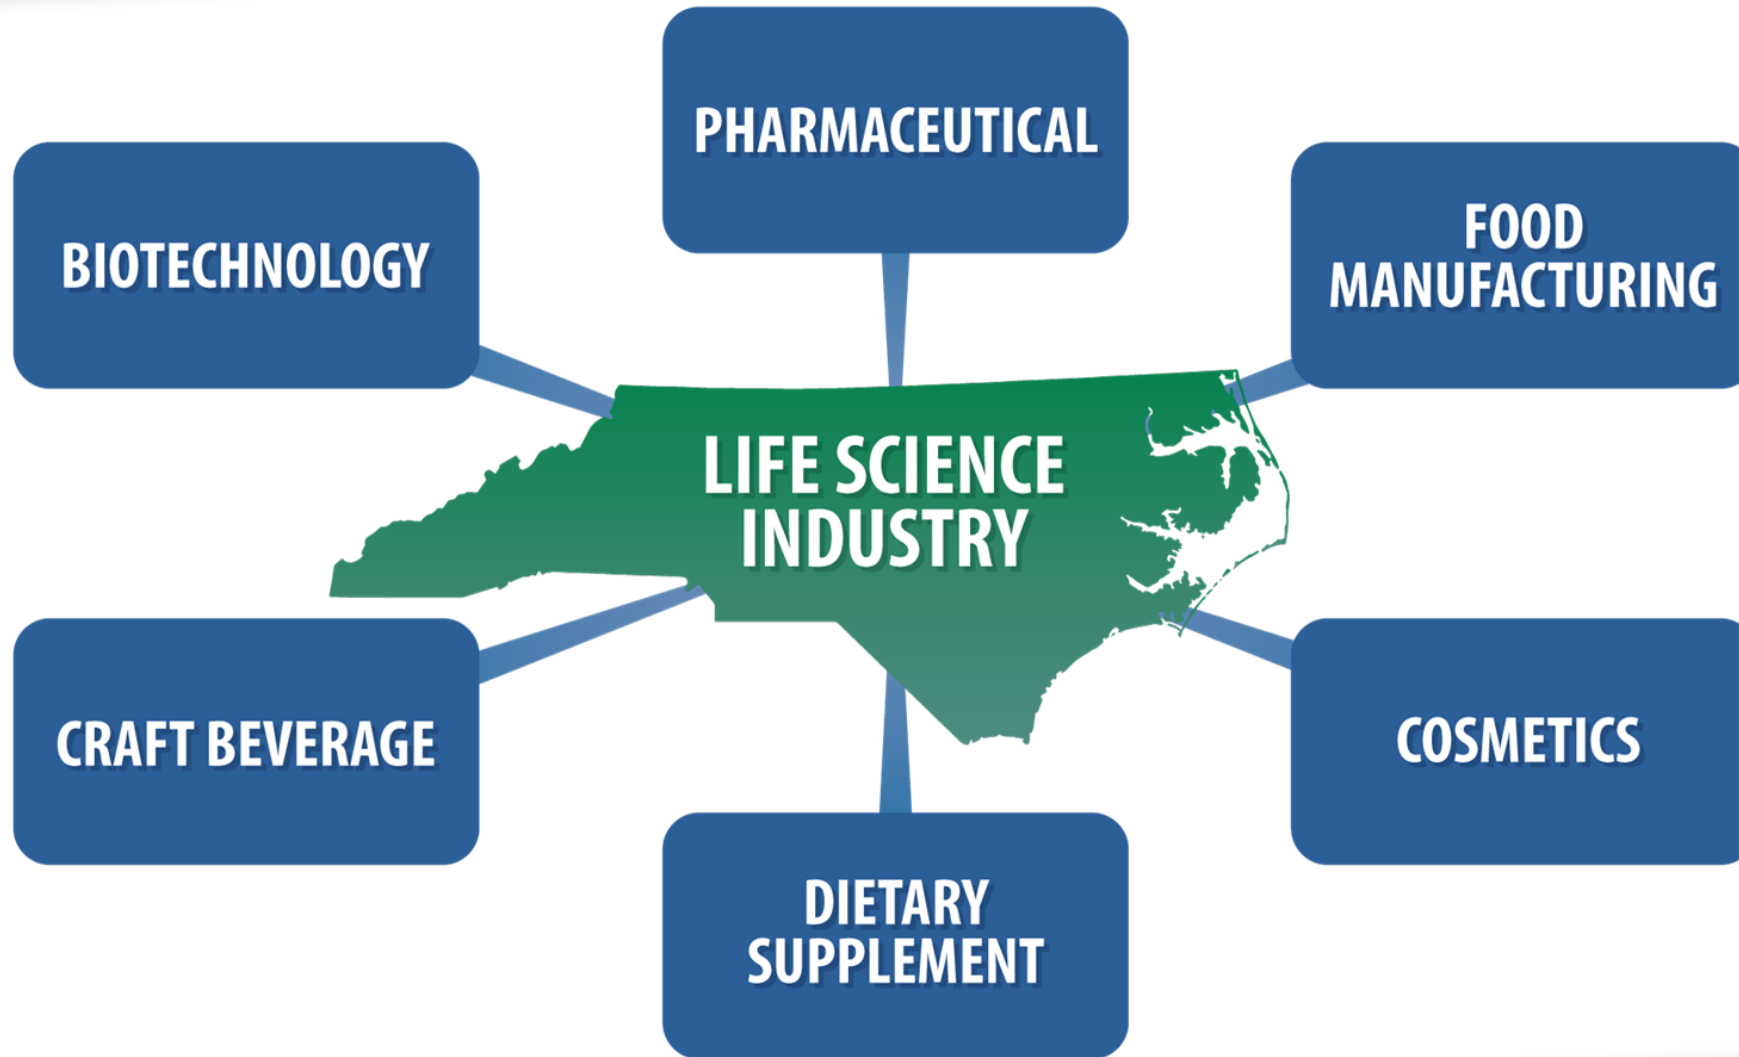 PHARMACEUTICAL
BIOTECHNOLOGY
FOOD
MANUFACTURING
LIFE SCIENCE
INDUSTRY
CRAFT BEVERAGE
COSMETICS
DIETARY
SUPPLEMENT